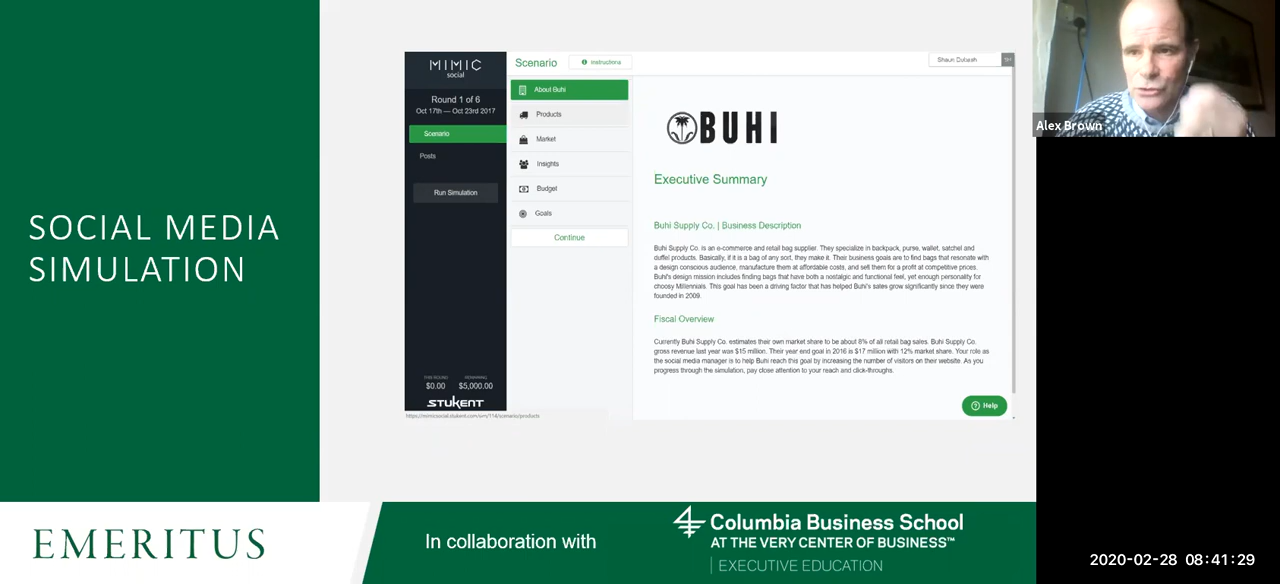 SOCIAL MEDIA
SIMULATION
MIMIC
social
Round 1 of 6
Oct 17th — Oct 23rd 2017
Scenario
Posts
Run Simulation
$0.00
$5,000.00
STUKENT
Scenario
About Buhi
Products
Market
Insights
Budget
Goals
Continue
BUHI
Executive Summary
Buhi Supply Co. | Business Description
Buhi Supply Co. is an e-commerce and retail bag supplier. They specialize in backpack, purse, wallet, satchel and
duffel products. Basically, if it is a bag of any sort, they make it. Their business goals are to find bags that resonate with
a design conscious audience, manufacture them at affordable costs, and sell them for a profit at competitive prices.
Buhi's design mission includes finding bags that have both a nostalgic and functional feel, yet enough personality for
choosy Millennials. This goal has been a driving factor that has helped Buhi's sales grow significantly since they were
founded in 2009.
Fiscal Overview
Currently Buhi Supply Co. estimates their own market share to be about 8% of all retail bag sales. Buhi Supply Co.
gross revenue last year was $15 million. Their year end goal in 2016 is $17 million with 12% market share. Your role as
the social media manager is to help Buhi reach this goal by increasing the number of visitors on their website. As you
progress through the simulation, pay close attention to your reach and click-throughs.
Help
Alex Brown
EMERITUS
In collaboration with
Columbia Business School
AT THE VERY CENTER OF BUSINESS™
EXECUTIVE EDUCATION
2020-02-28 08:41:29